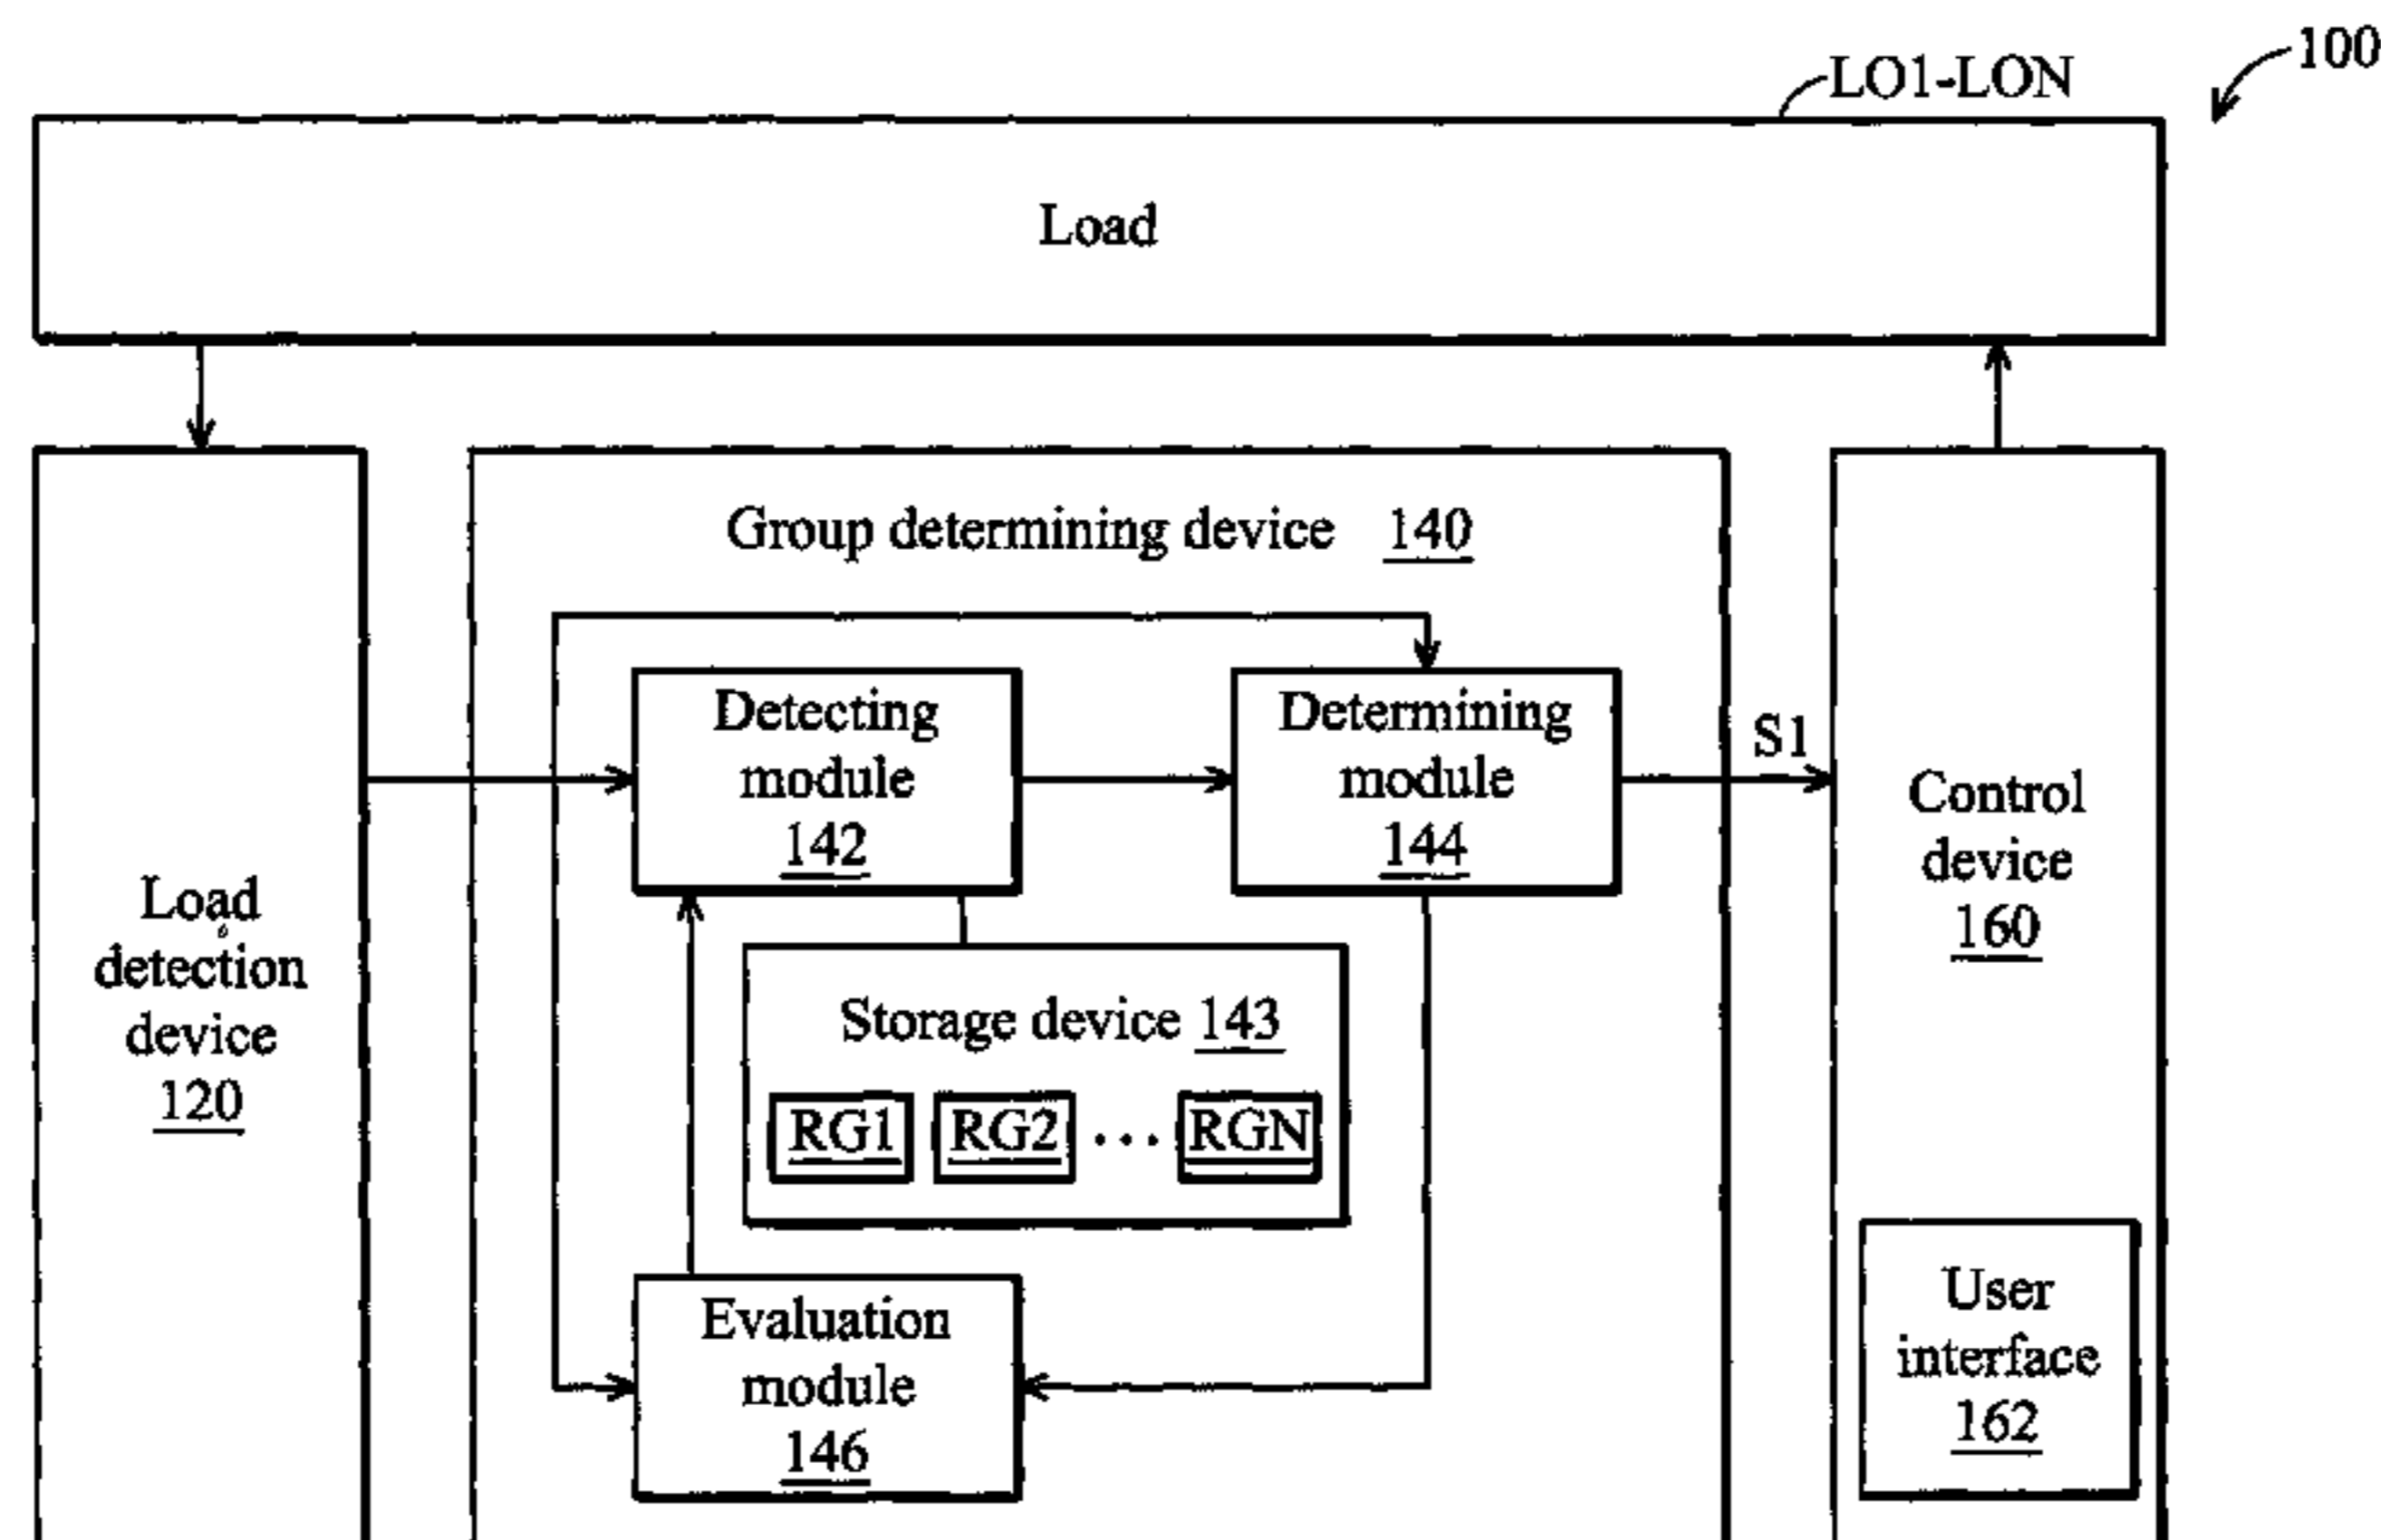 100
LO1-LON
Load
Group determining device 140
Detecting
module
142
Determining
module
144
S1
Control
device
160
Load
detection
device
120
Storage device 143
RG1 RG2 ... RGN
Evaluation
module
146
User
interface
162